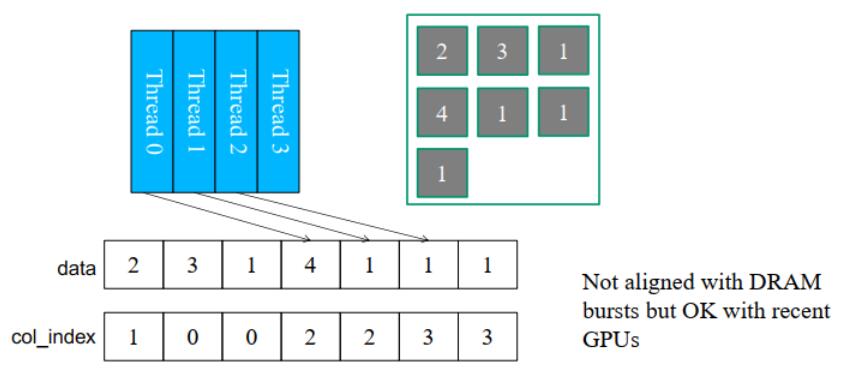 Thread 0
Thread 1
Thread 2
Thread 3
2 3 1
4 1 1
1
data 2 3 1 4 1 1 1
col_index 1 0 0 2 2 3 3
Not aligned with DRAM
bursts but OK with recent
GPUs